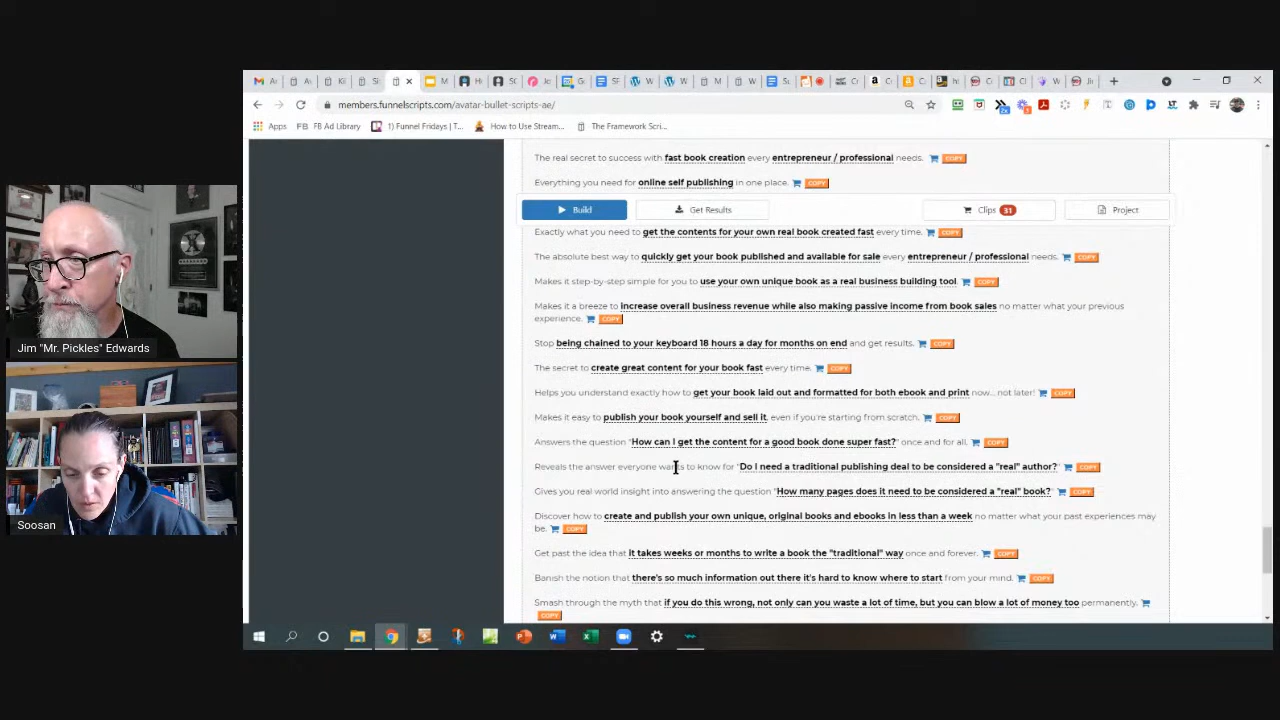 members.funnelscripts.com/avatar-bullet-scripts-ae/
Apps
FB Ad Library
1) Funnel Fridays | T...
How to Use Stream...
The Framework Scri...
The real secret to success with fast book creation every entrepreneur / professional needs. COPY
Everything you need for online self publishing in one place. COPY
Build
Get Results
Clips 31
Project
Exactly what you need to get the contents for your own real book created fast every time. COPY
The absolute best way to quickly get your book published and available for sale every entrepreneur / professional needs. COPY
Makes it step-by-step simple for you to use your own unique book as a real business building tool. COPY
Makes it a breeze to increase overall business revenue while also making passive income from book sales no matter what your previous
experience. COPY
Stop being chained to your keyboard 18 hours a day for months on end and get results. COPY
The secret to create great content for your book fast every time. COPY
Helps you understand exactly how to get your book laid out and formatted for both ebook and print now... not later! COPY
Makes it easy to publish your book yourself and sell it, even if you're starting from scratch. COPY
Answers the question "How can I get the content for a good book done super fast?" once and for all. COPY
Reveals the answer everyone wants to know for "Do I need a traditional publishing deal to be considered a "real" author? COPY
Gives you real world insight into answering the question "How many pages does it need to be considered a "real" book? COPY
Discover how to create and publish your own unique, original books and ebooks in less than a week no matter what your past experiences may
be. COPY
Get past the idea that it takes weeks or months to write a book the "traditional" way once and forever. COPY
Banish the notion that there's so much information out there it's hard to know where to start from your mind. COPY
Smash through the myth that if you do this wrong, not only can you waste a lot of time, but you can blow a lot of money too permanently.
COPY
Jim "Mr. Pickles" Edwards
Soosan